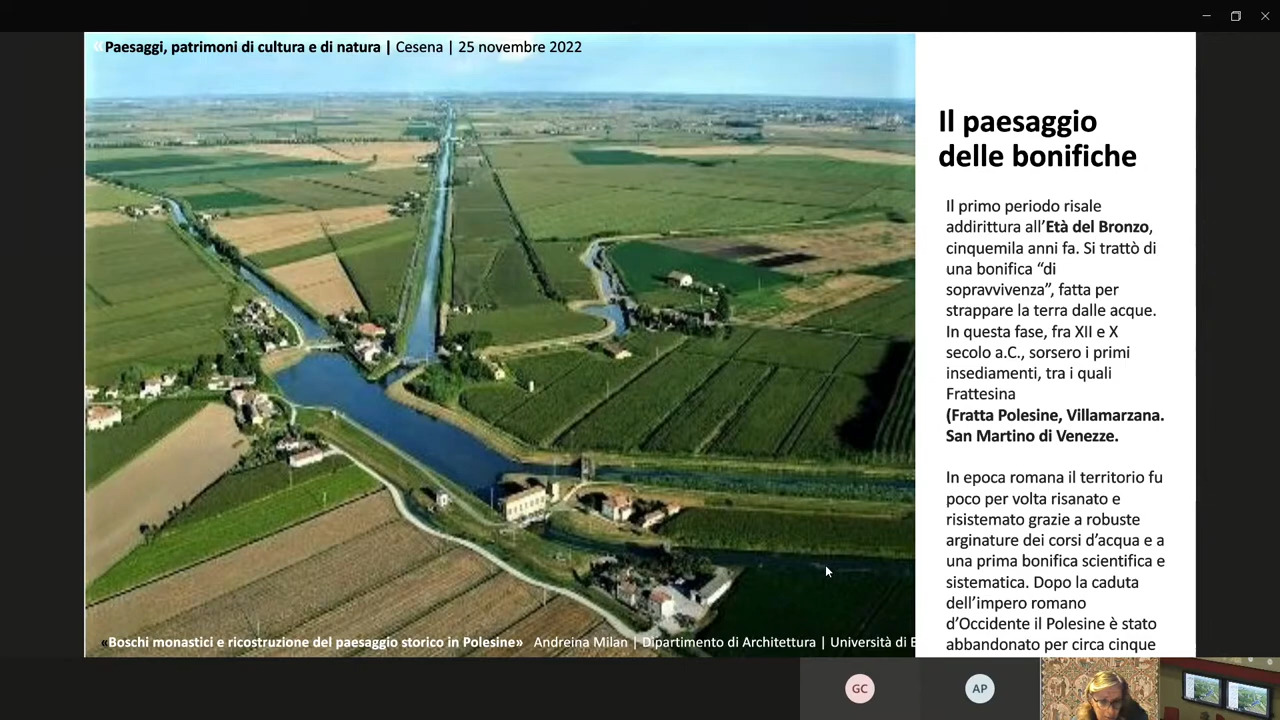 «Paesaggi, patrimoni di cultura e di natura | Cesena | 25 novembre 2022
Il paesaggio
delle bonifiche
Il primo periodo risale
addirittura all’Età del Bronzo,
cinquemila anni fa. Si trattò di
una bonifica “di
sopravvivenza”, fatta per
strappare la terra dalle acque.
In questa fase, fra XII e X
secolo a.C., sorsero i primi
insediamenti, tra i quali
Frattesina
(Fratta Polesine, Villamarzana.
San Martino di Venezze.
In epoca romana il territorio fu
poco per volta risanato e
risistemato grazie a robuste
arginature dei corsi d’acqua e a
una prima bonifica scientifica e
sistematica. Dopo la caduta
dell’impero romano
d’Occidente il Polesine è stato
abbandonato per circa cinque
«Boschi monastici e ricostruzione del paesaggio storico in Polesine» Andreina Milan | Dipartimento di Architettura | Università di
GC
AP